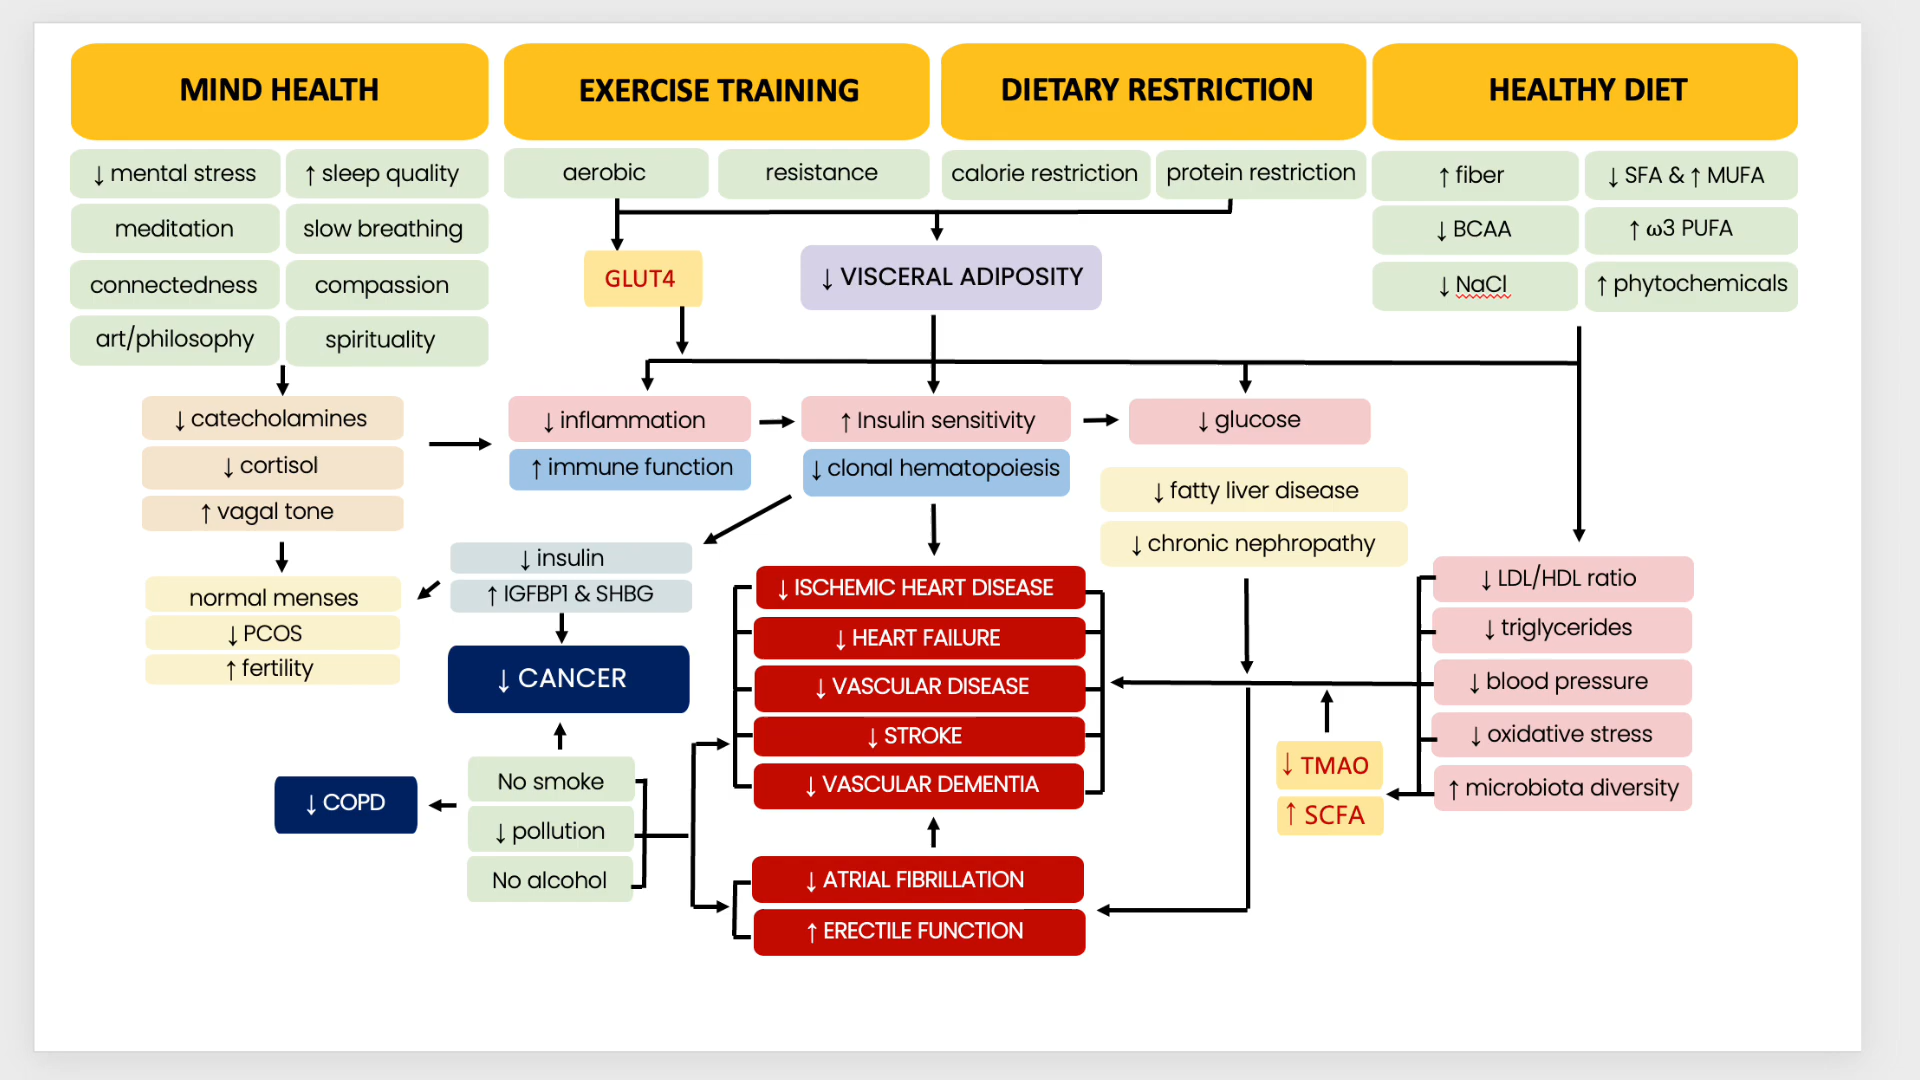 MIND HEALTH
EXERCISE TRAINING
DIETARY RESTRICTION
HEALTHY DIET
↓ mental stress
↑ sleep quality
meditation
slow breathing
connectedness
compassion
art/philosophy
spirituality
aerobic
resistance
calorie restriction
protein restriction
↑ fiber
↓ SFA & ↑ MUFA
↓ BCAA
↑ ω3 PUFA
↓ NaCl
↑ phytochemicals
GLUT4
↓ VISCERAL ADIPOSITY
↓ catecholamines
↓ cortisol
↑ vagal tone
↓ inflammation
↑ Insulin sensitivity
↓ glucose
↑ immune function
↓ clonal hematopoiesis
↓ fatty liver disease
↓ chronic nephropathy
↓ insulin
↑ IGFBP1 & SHBG
normal menses
↓ PCOS
↑ fertility
↓ CANCER
↓ ISCHEMIC HEART DISEASE
↓ HEART FAILURE
↓ VASCULAR DISEASE
↓ STROKE
↓ VASCULAR DEMENTIA
↓ LDL/HDL ratio
↓ triglycerides
↓ blood pressure
↓ oxidative stress
↑ microbiota diversity
↓ TMAO
↑ SCFA
↓ COPD
No smoke
↓ pollution
No alcohol
↓ ATRIAL FIBRILLATION
↑ ERECTILE FUNCTION